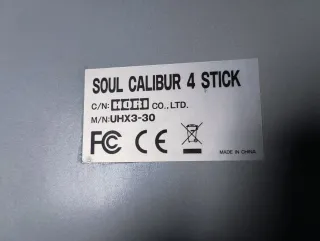 SOUL CALIBUR 4 STICK
C/N: HORI CO., LTD.
M/N: UHX3-30
FC CE
MADE IN CHINA